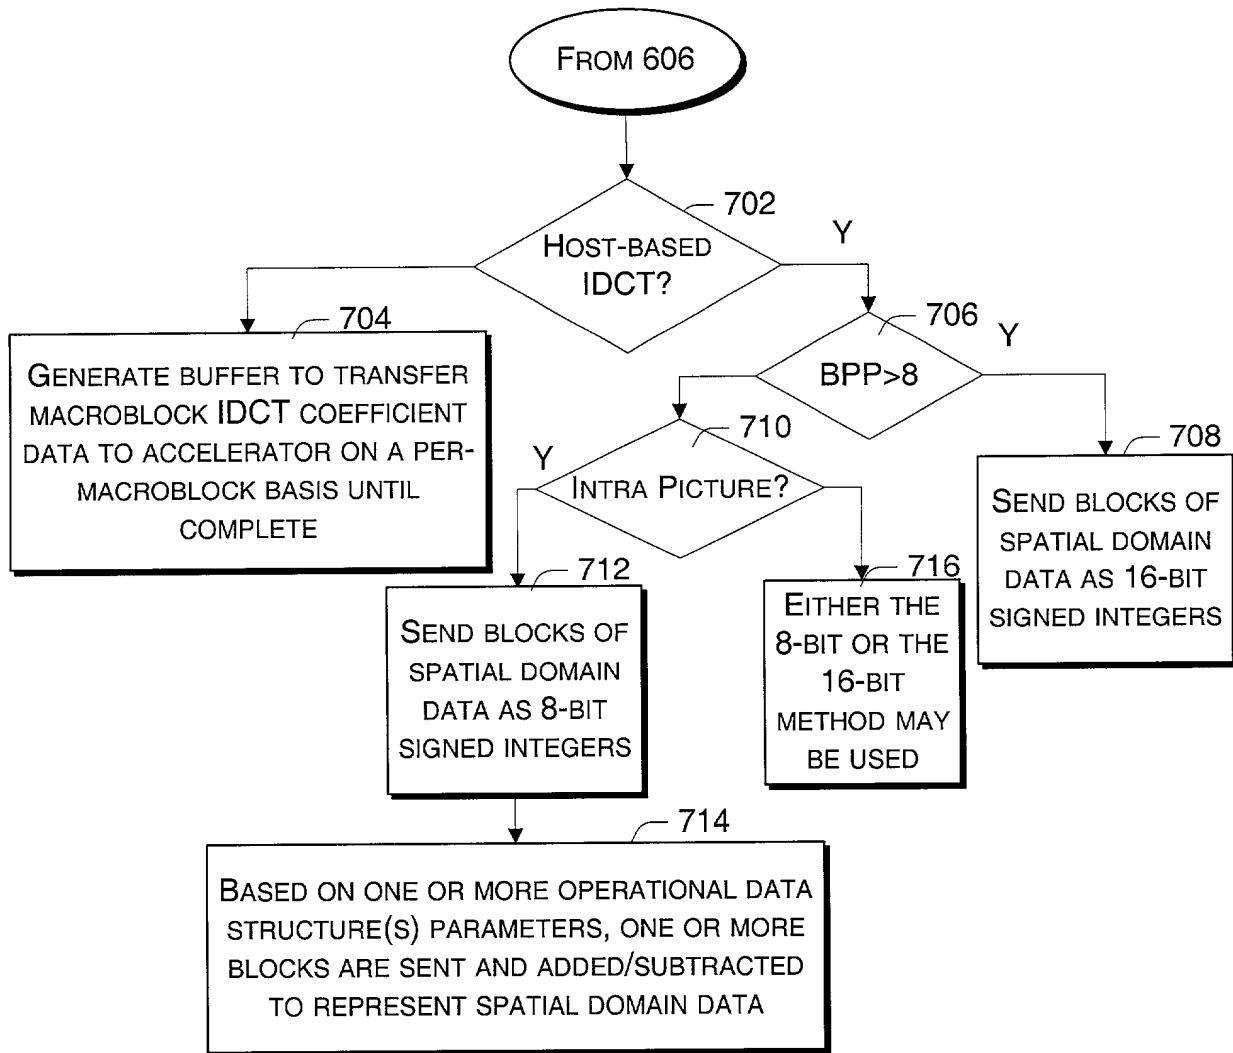 FROM 606
702
Y
HOST-BASED
IDCT?
704
706
Y
GENERATE BUFFER TO TRANSFER
MACROBLOCK IDCT COEFFICIENT
DATA TO ACCELERATOR ON A PER-
MACROBLOCK BASIS UNTIL
COMPLETE
BPP>8
710
Y
INTRA PICTURE?
708
SEND BLOCKS OF
SPATIAL DOMAIN
DATA AS 16-BIT
SIGNED INTEGERS
712
SEND BLOCKS OF
SPATIAL DOMAIN
DATA AS 8-BIT
SIGNED INTEGERS
716
EITHER THE
8-BIT OR THE
16-BIT
METHOD MAY
BE USED
714
BASED ON ONE OR MORE OPERATIONAL DATA
STRUCTURE(S) PARAMETERS, ONE OR MORE
BLOCKS ARE SENT AND ADDED/SUBTRACTED
TO REPRESENT SPATIAL DOMAIN DATA